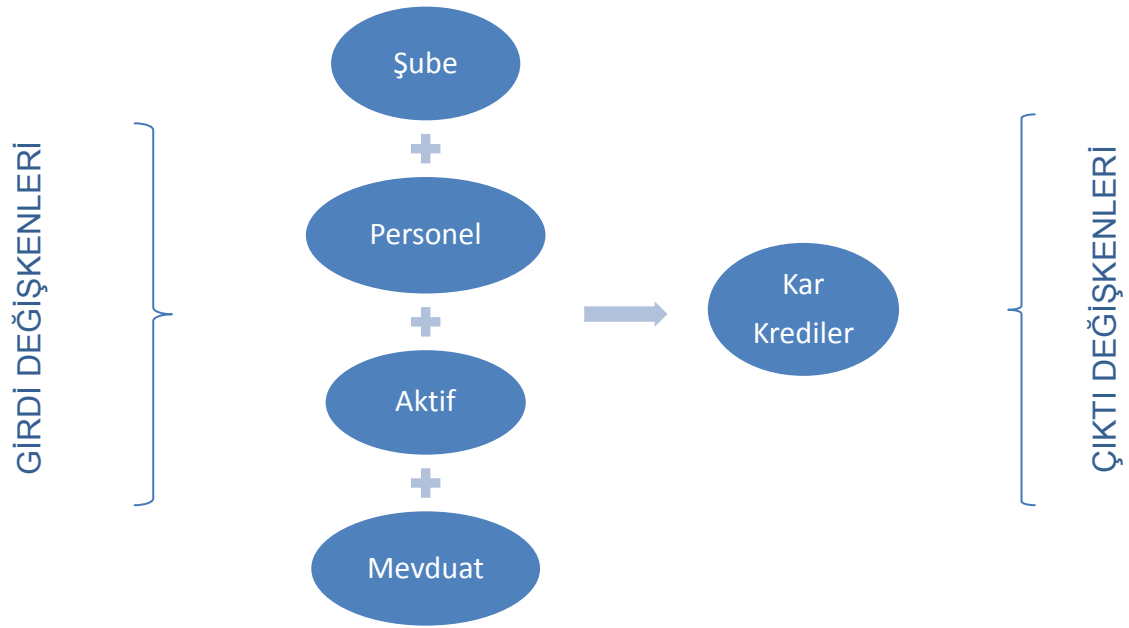 GİRDİ DEĞİŞKENLERİ
Şube
Personel
Aktif
Mevduat
Kar
Krediler
ÇIKTI DEĞİŞKENLERİ